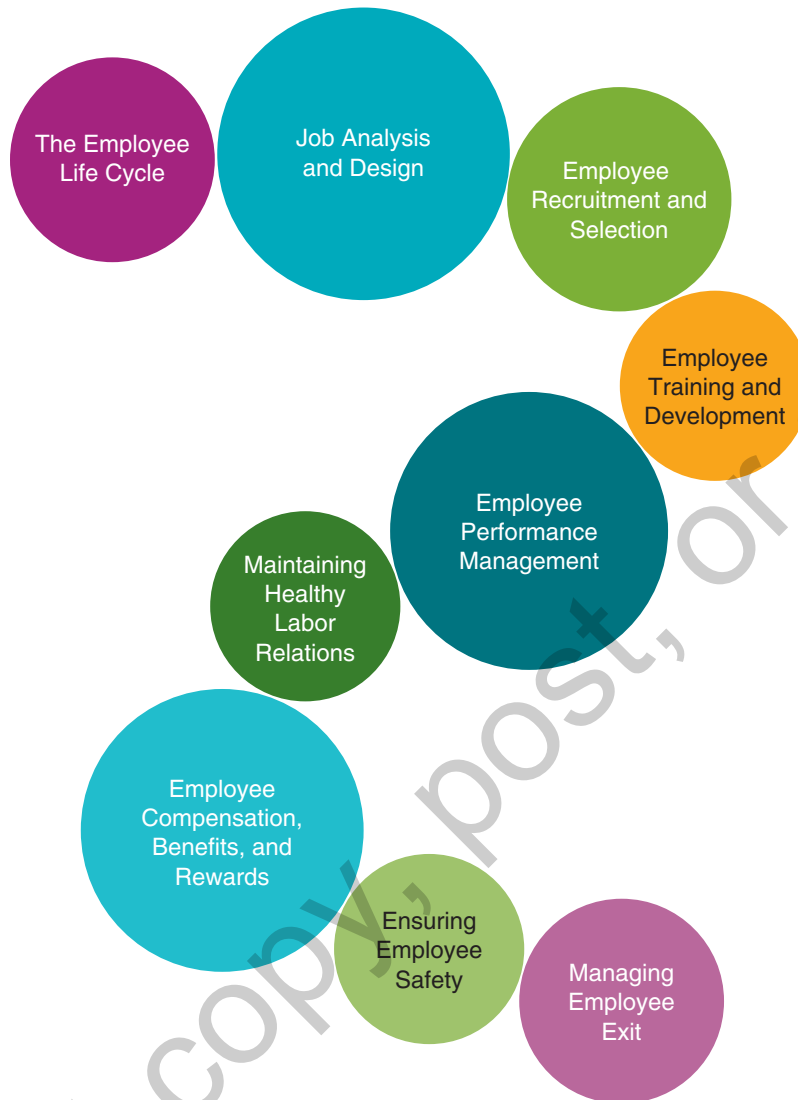 The Employee
Life Cycle
Job Analysis
and Design
Employee
Recruitment and
Selection
Employee
Training and
Development
Employee
Performance
Management
Maintaining
Healthy
Labor
Relations
Employee
Compensation,
Benefits, and
Rewards
Ensuring
Employee
Safety
Managing
Employee
Exit
copy, post, or